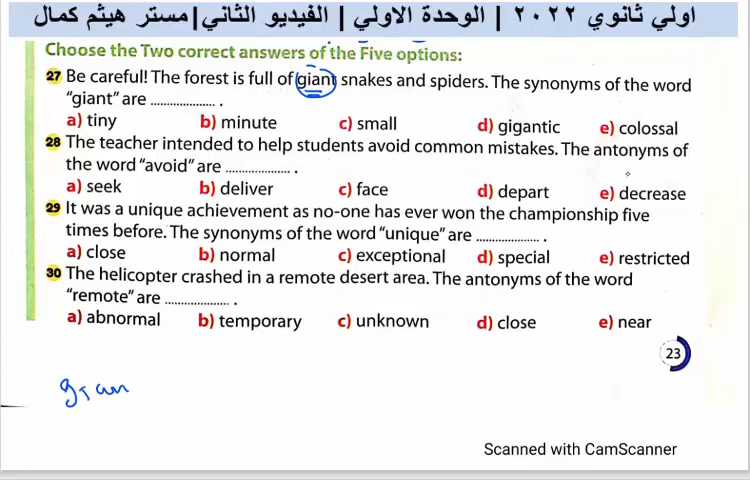 اولي ثانوي ٢٠٢٢ | الوحدة الاولي | الفيديو الثاني | مستر هيثم كمال
Choose the Two correct answers of the Five options:
27 Be careful! The forest is full of giant snakes and spiders. The synonyms of the word
"giant" are .................... .
a) tiny b) minute c) small d) gigantic e) colossal
28 The teacher intended to help students avoid common mistakes. The antonyms of
the word "avoid" are .................... .
a) seek b) deliver c) face d) depart e) decrease
29 It was a unique achievement as no-one has ever won the championship five
times before. The synonyms of the word "unique" are .................... .
a) close b) normal c) exceptional d) special e) restricted
30 The helicopter crashed in a remote desert area. The antonyms of the word
"remote" are .................... .
a) abnormal b) temporary c) unknown d) close e) near
23
Scanned with CamScanner